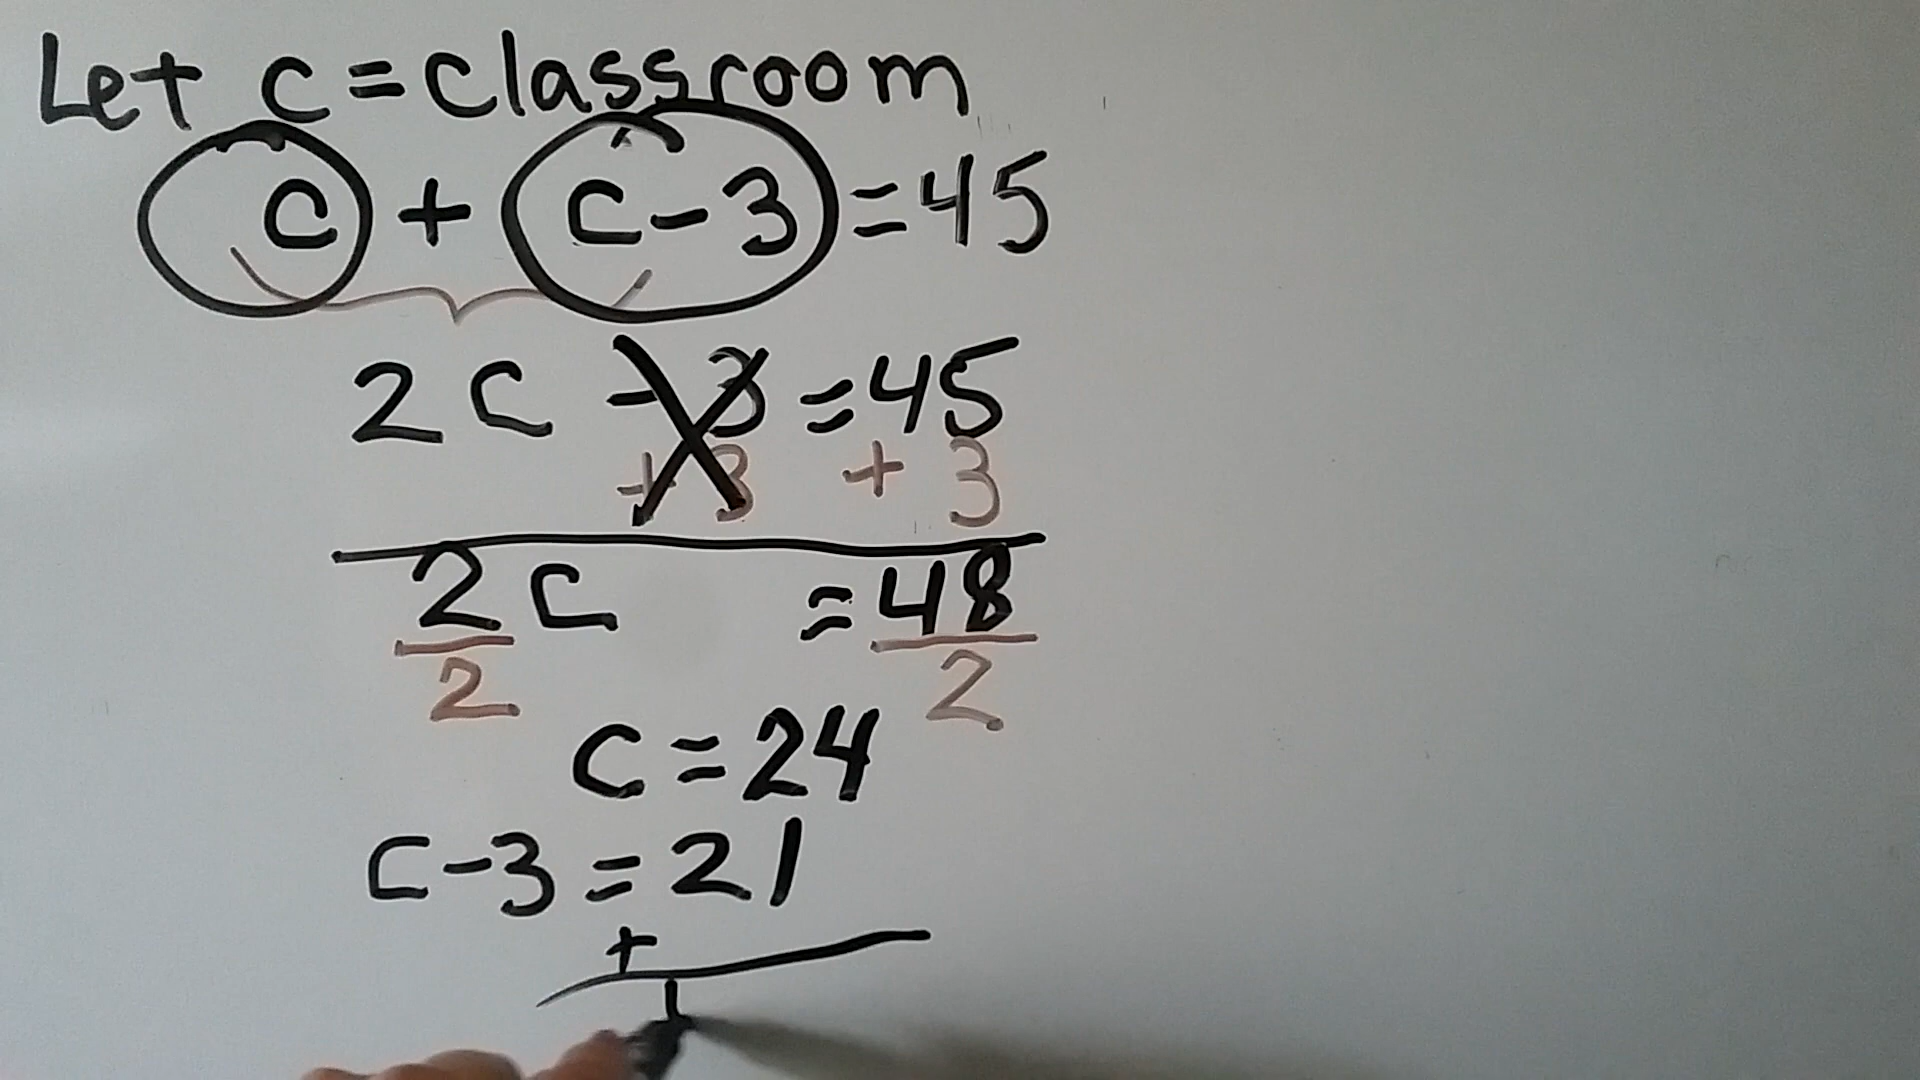 Let c=classroom
c + c-3=45
2c -3=45
+3 +3
2c =48
2 2
c=24
c-3=21
+